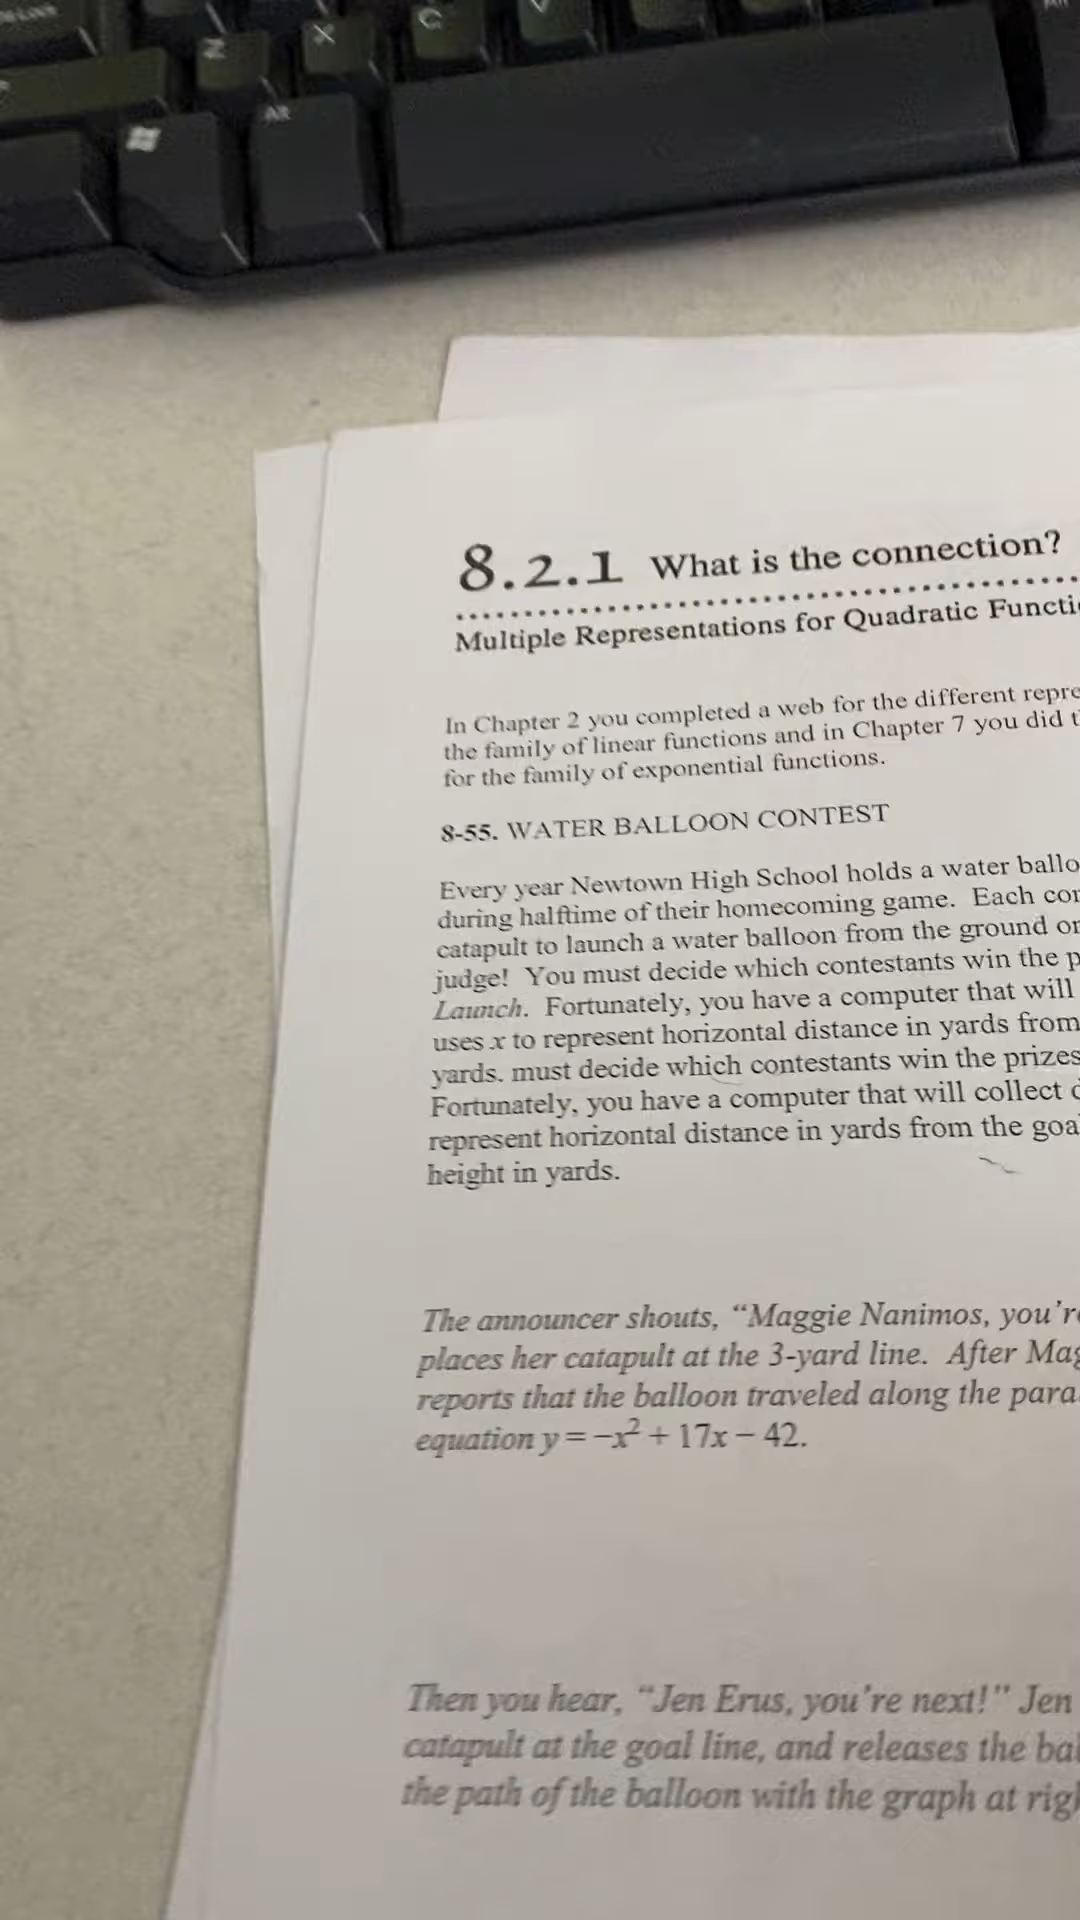 Z X C V
Alt
8.2.1 What is the connection?
Multiple Representations for Quadratic Functi
In Chapter 2 you completed a web for the different repre
the family of linear functions and in Chapter 7 you did t
for the family of exponential functions.
8-55. WATER BALLOON CONTEST
Every year Newtown High School holds a water ballo
during halftime of their homecoming game. Each con
catapult to launch a water balloon from the ground on
judge! You must decide which contestants win the p
Launch. Fortunately, you have a computer that will
uses x to represent horizontal distance in yards from
yards. must decide which contestants win the prizes
Fortunately, you have a computer that will collect d
represent horizontal distance in yards from the goa
height in yards.
The announcer shouts, “Maggie Nanimos, you’re
places her catapult at the 3-yard line. After Mag
reports that the balloon traveled along the para
equation y = –x² + 17x – 42.
Then you hear, “Jen Erus, you’re next!” Jen
catapult at the goal line, and releases the bal
the path of the balloon with the graph at righ